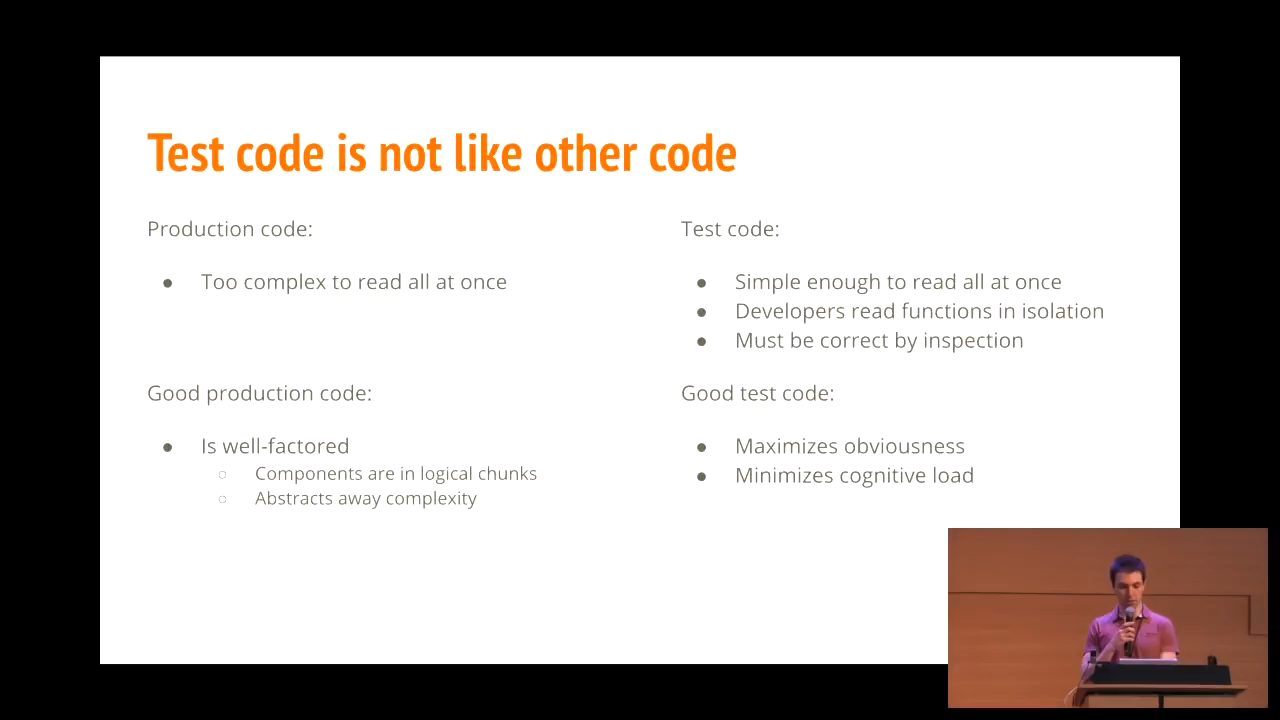 Test code is not like other code
Production code:
● Too complex to read all at once
Good production code:
● Is well-factored
○ Components are in logical chunks
○ Abstracts away complexity
Test code:
● Simple enough to read all at once
● Developers read functions in isolation
● Must be correct by inspection
Good test code:
● Maximizes obviousness
● Minimizes cognitive load